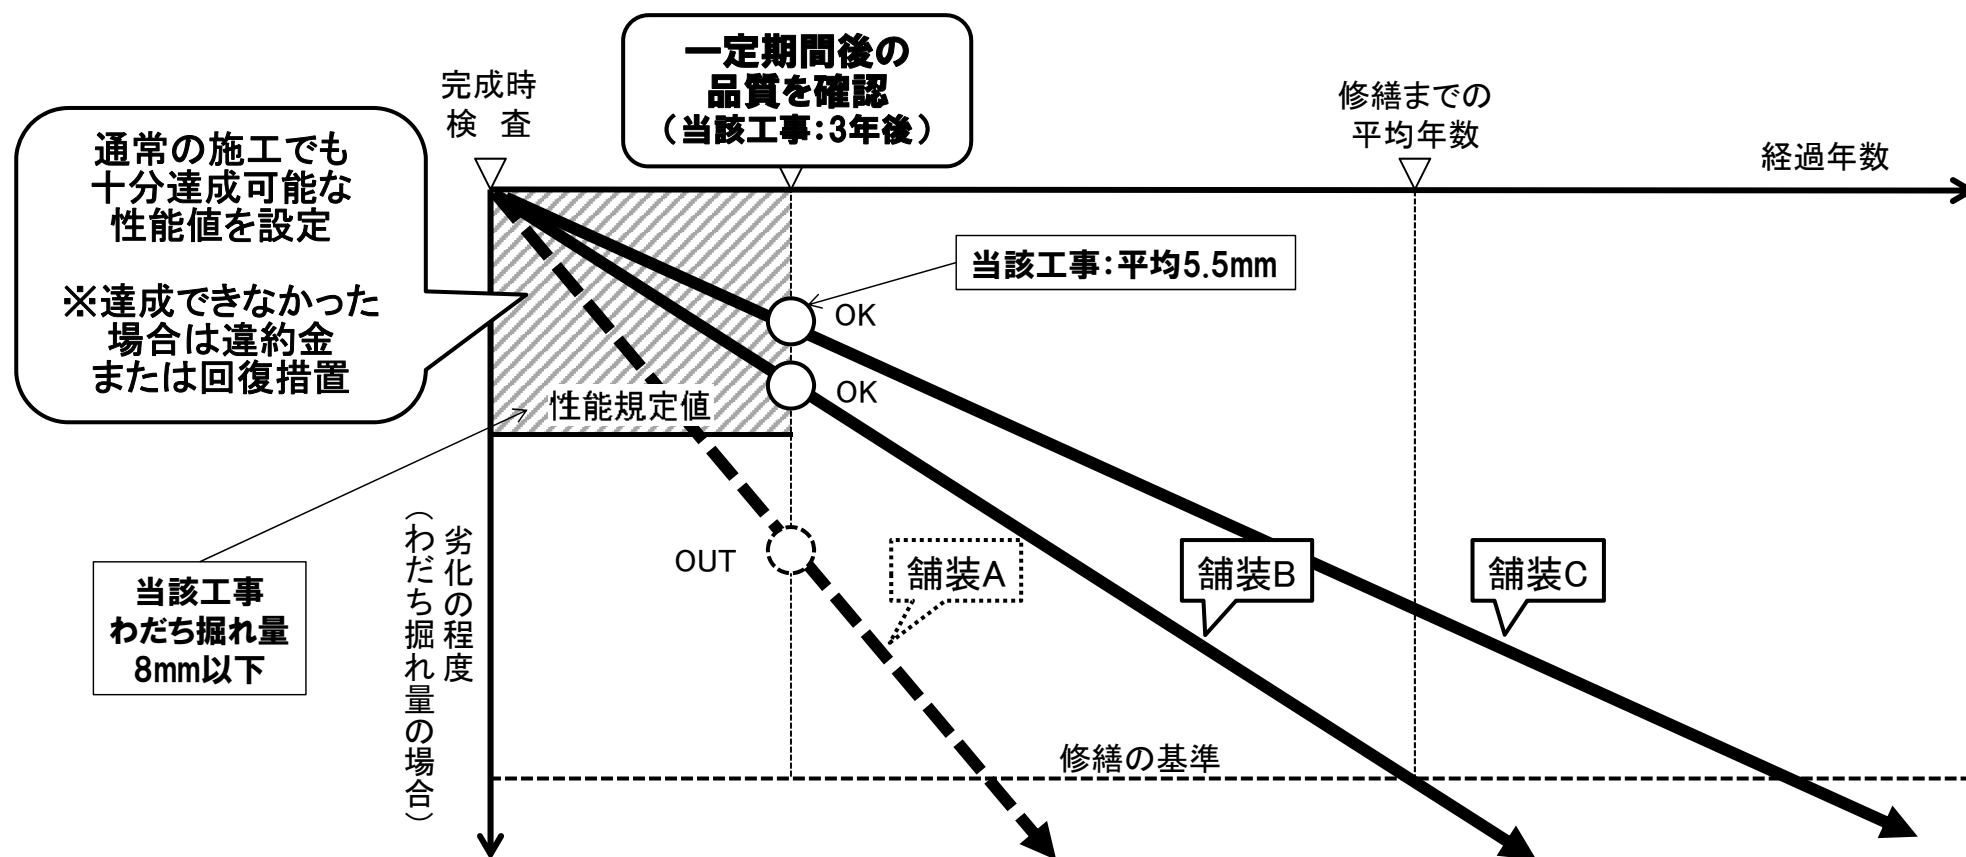 一定期間後の
品質を確認
(当該工事:3年後)
完成時
検 査
修繕までの
平均年数
経過年数
通常の施工でも
十分達成可能な
性能値を設定
※達成できなかった
場合は違約金
または回復措置
当該工事:平均5.5mm
OK
OK
性能規定値
OUT
舗装A
舗装B
舗装C
当該工事
わだち掘れ量
8mm以下
劣化の程度
(わだち掘れ量の場合)
修繕の基準